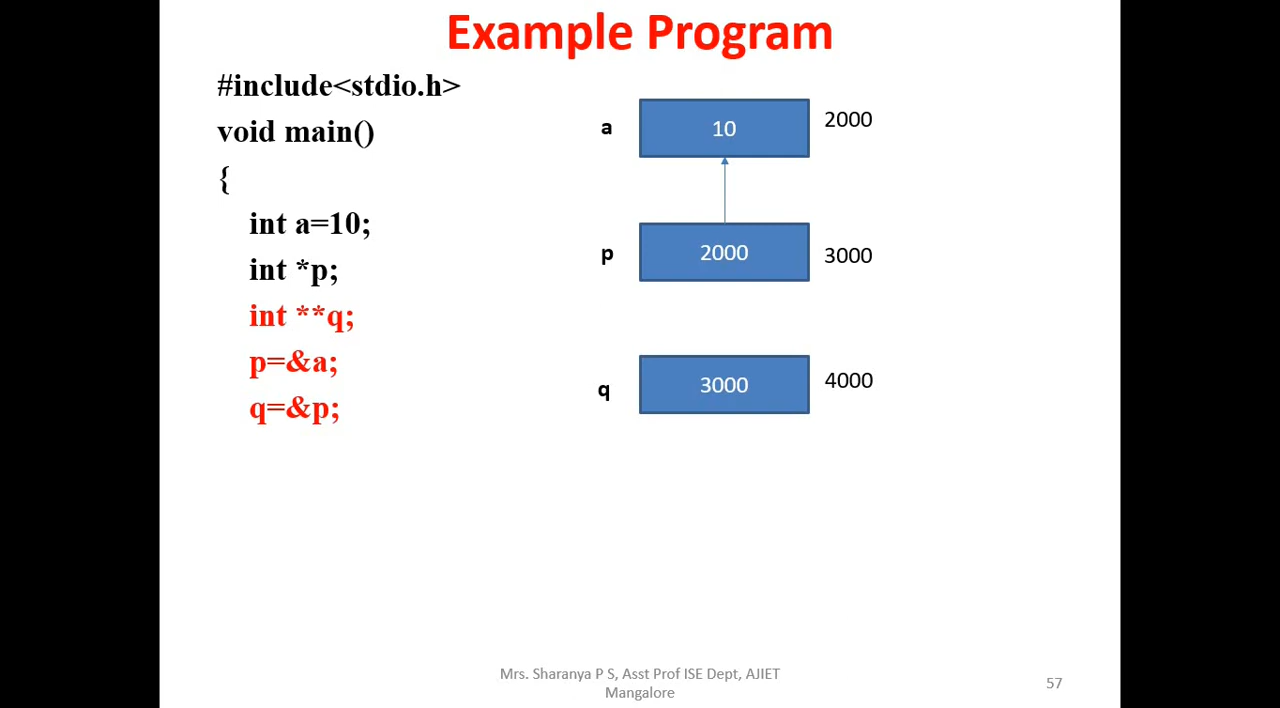 Example Program
#include<stdio.h>
void main()
{
int a=10;
int *p;
int **q;
p=&a;
q=&p;
a
10
2000
p
2000
3000
q
3000
4000
Mrs. Sharanya P S, Asst Prof ISE Dept, AJIET
Mangalore
57